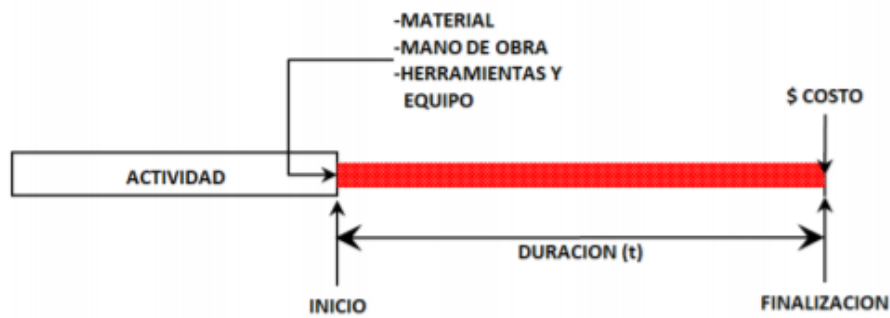 -MATERIAL
-MANO DE OBRA
-HERRAMIENTAS Y
EQUIPO
$ COSTO
ACTIVIDAD
DURACION (t)
INICIO
FINALIZACION